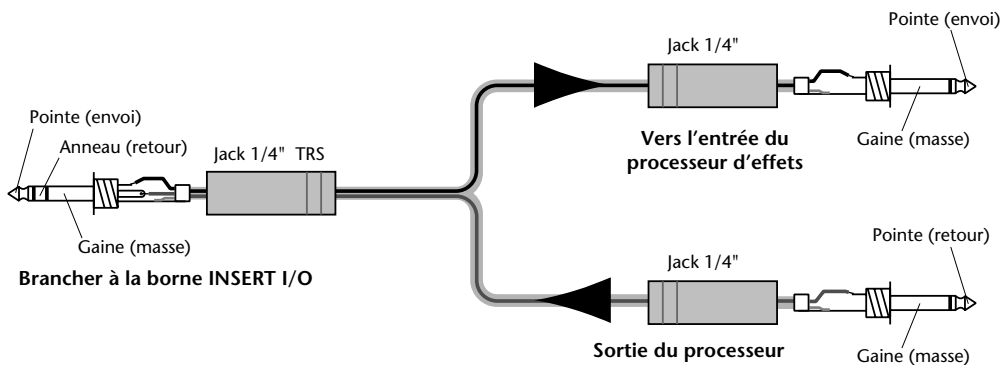 Pointe (envoi)
Anneau (retour)
Jack 1/4" TRS
Gaine (masse)
Brancher à la borne INSERT I/O
Pointe (envoi)
Jack 1/4"
Vers l'entrée du
processeur d'effets
Gaine (masse)
Pointe (retour)
Jack 1/4"
Sortie du processeur
Gaine (masse)